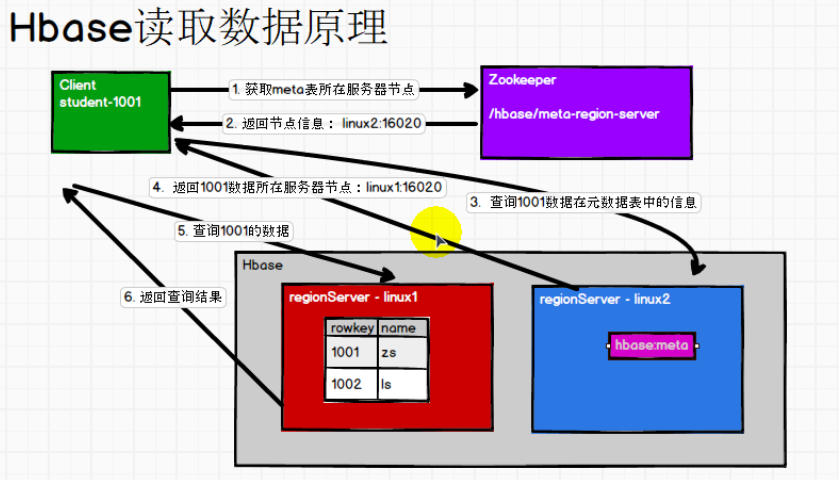 Hbase读取数据原理
Client
student-1001
1. 获取meta表所在服务器节点
Zookeeper
/hbase/meta-region-server
2. 返回节点信息： linux2:16020
4. 返回1001数据所在服务器节点：linux1:16020
3. 查询1001数据在元数据表中的信息
5. 查询1001的数据
Hbase
6. 返回查询结果
regionServer - linux1
rowkey name
1001 zs
1002 ls
regionServer - linux2
hbase:meta